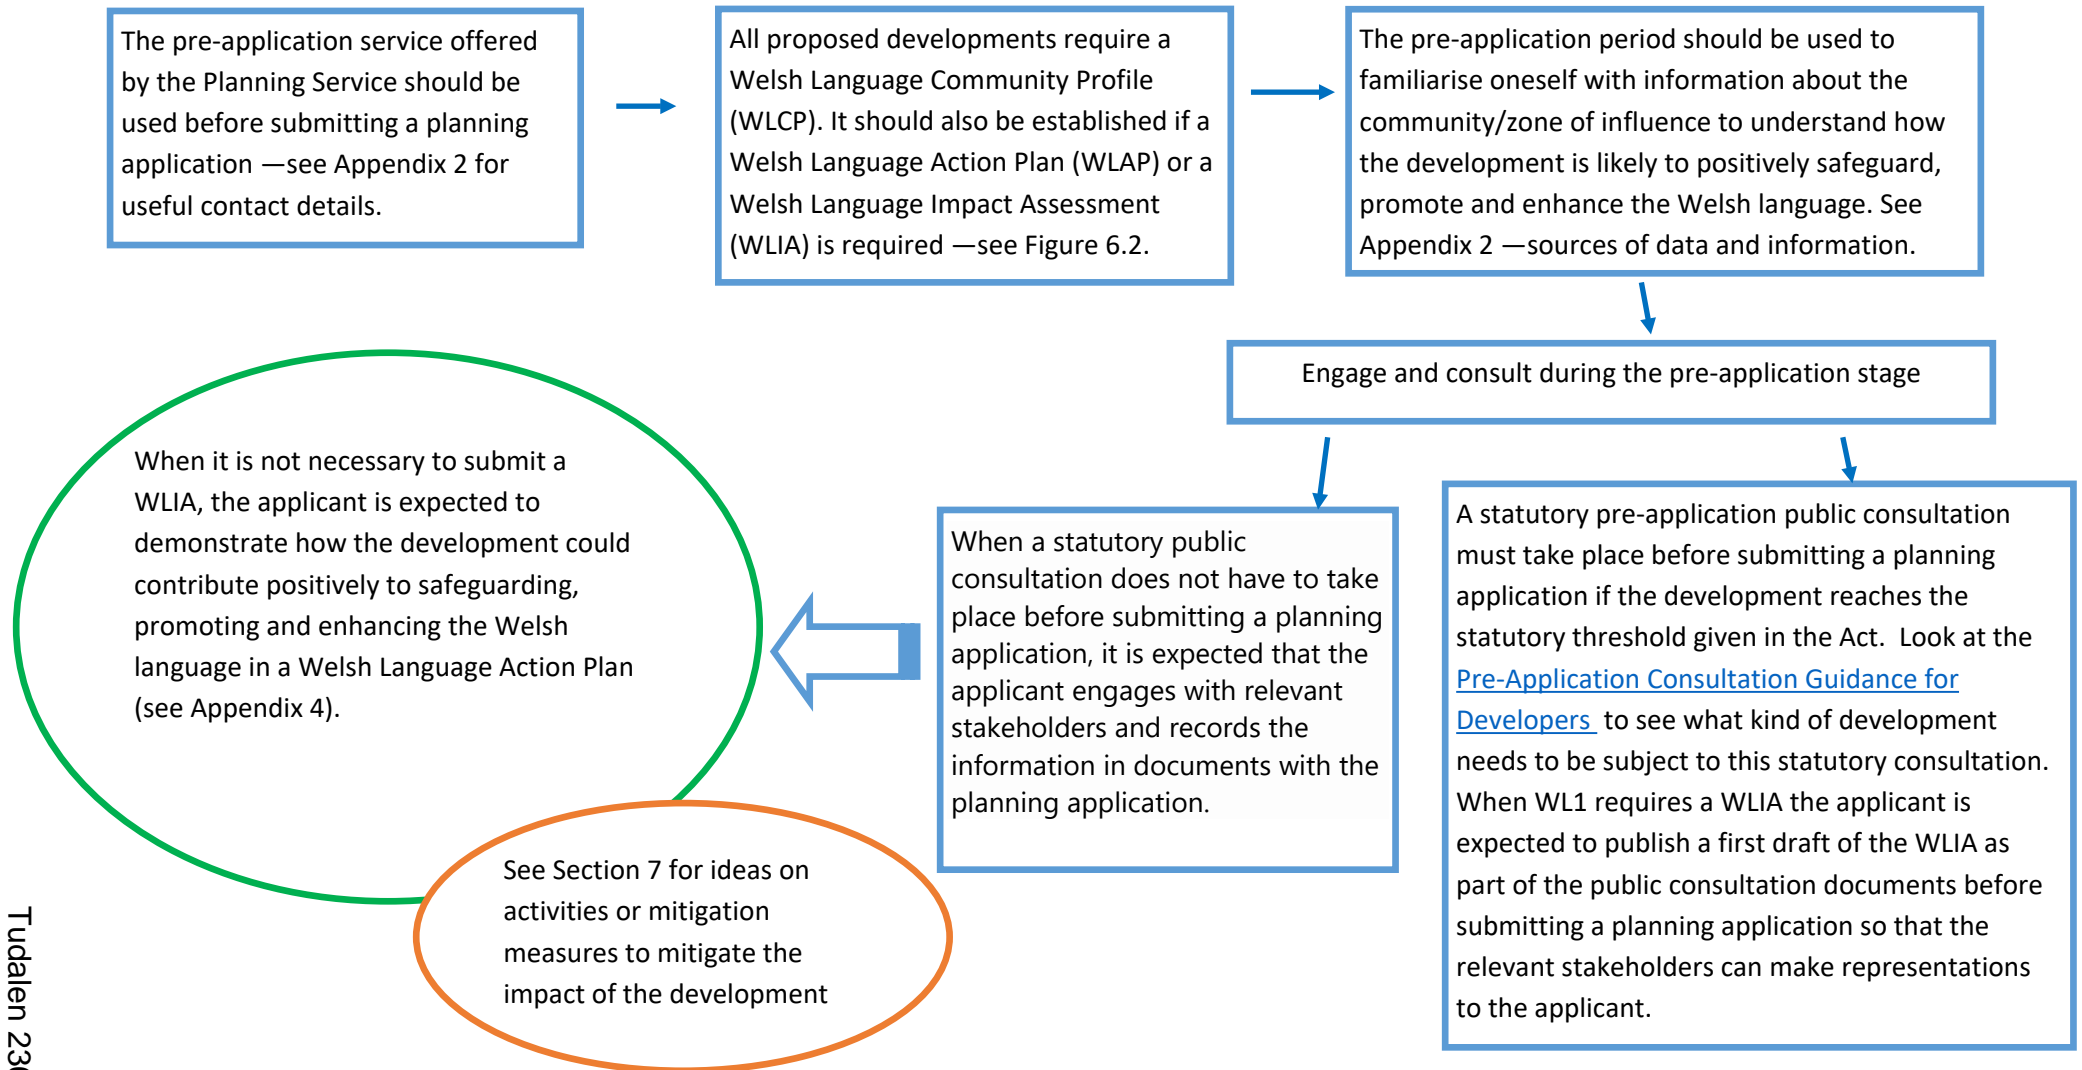 The pre-application service offered
by the Planning Service should be
used before submitting a planning
application —see Appendix 2 for
useful contact details.
All proposed developments require a
Welsh Language Community Profile
(WLCP). It should also be established if a
Welsh Language Action Plan (WLAP) or a
Welsh Language Impact Assessment
(WLIA) is required —see Figure 6.2.
The pre-application period should be used to
familiarise oneself with information about the
community/zone of influence to understand how
the development is likely to positively safeguard,
promote and enhance the Welsh language. See
Appendix 2 —sources of data and information.
Engage and consult during the pre-application stage
A statutory pre-application public consultation
must take place before submitting a planning
application if the development reaches the
statutory threshold given in the Act.  Look at the
Pre-Application Consultation Guidance for
Developers  to see what kind of development
needs to be subject to this statutory consultation.
When WL1 requires a WLIA the applicant is
expected to publish a first draft of the WLIA as
part of the public consultation documents before
submitting a planning application so that the
relevant stakeholders can make representations
to the applicant.
When a statutory public
consultation does not have to take
place before submitting a planning
application, it is expected that the
applicant engages with relevant
stakeholders and records the
information in documents with the
planning application.
When it is not necessary to submit a
WLIA, the applicant is expected to
demonstrate how the development could
contribute positively to safeguarding,
promoting and enhancing the Welsh
language in a Welsh Language Action Plan
(see Appendix 4).
See Section 7 for ideas on
activities or mitigation
measures to mitigate the
impact of the development
Tudalen